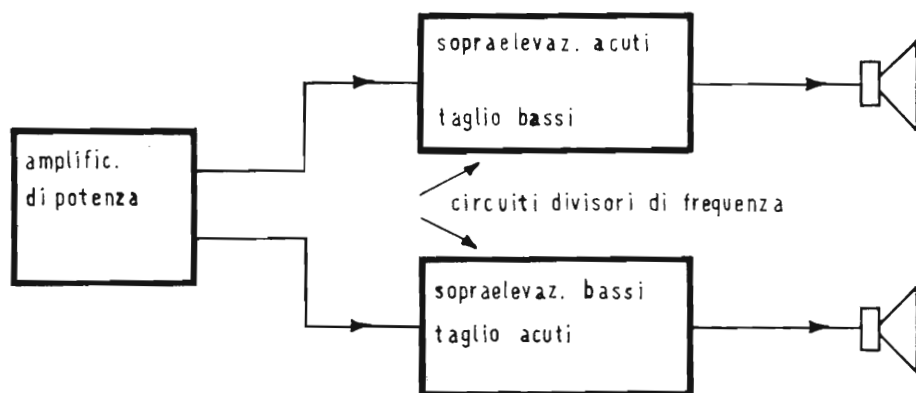 sopraelevaz. acuti
taglio bassi
amplific.
di potenza
circuiti divisori di frequenza
sopraelevaz. bassi
taglio acuti